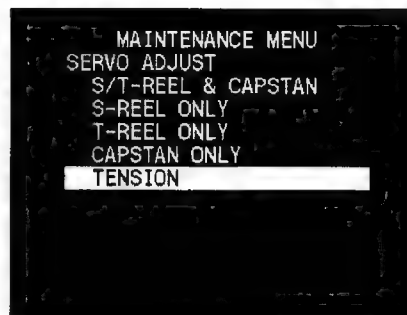 MAINTENANCE MENU
SERVO ADJUST
S/T-REEL & CAPSTAN
S-REEL ONLY
T-REEL ONLY
CAPSTAN ONLY
TENSION